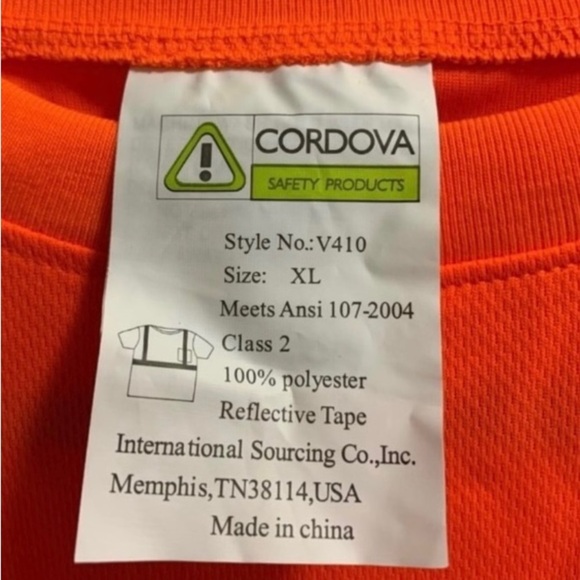 CORDOVA
SAFETY PRODUCTS
Style No.:V410
Size: XL
Meets Ansi 107-2004
Class 2
100% polyester
Reflective Tape
International Sourcing Co.,Inc.
Memphis,TN38114,USA
Made in china